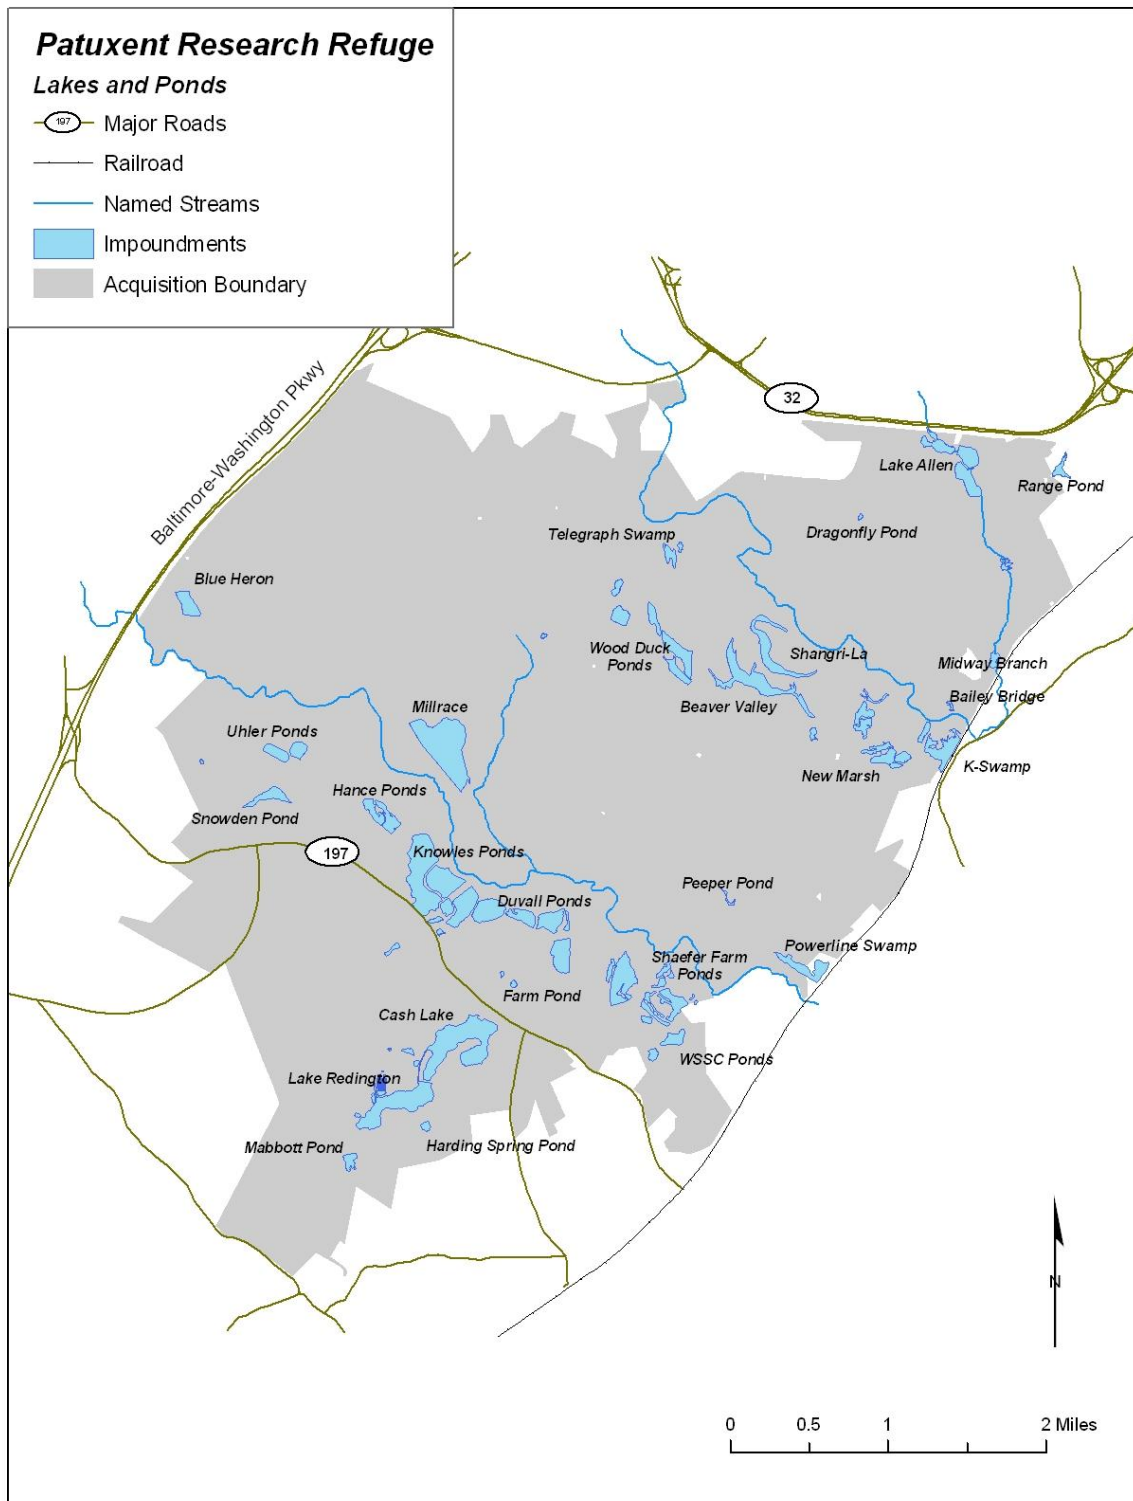 Patuxent Research Refuge
Lakes and Ponds
197
Major Roads
Railroad
Named Streams
Impoundments
Acquisition Boundary
Baltimore-Washington Pkwy
32
Lake Allen
Range Pond
Telegraph Swamp
Dragonfly Pond
Blue Heron
Wood Duck
Ponds
Shangri-La
Midway Branch
Beaver Valley
Bailey Bridge
Millrace
Uhler Ponds
New Marsh
K-Swamp
Hance Ponds
Snowden Pond
197
Knowles Ponds
Peeper Pond
Duvall Ponds
Powerline Swamp
Shaefer Farm
Ponds
Farm Pond
Cash Lake
WSSC Ponds
Lake Redington
Mabbott Pond
Harding Spring Pond
N
0 0.5 1 2 Miles